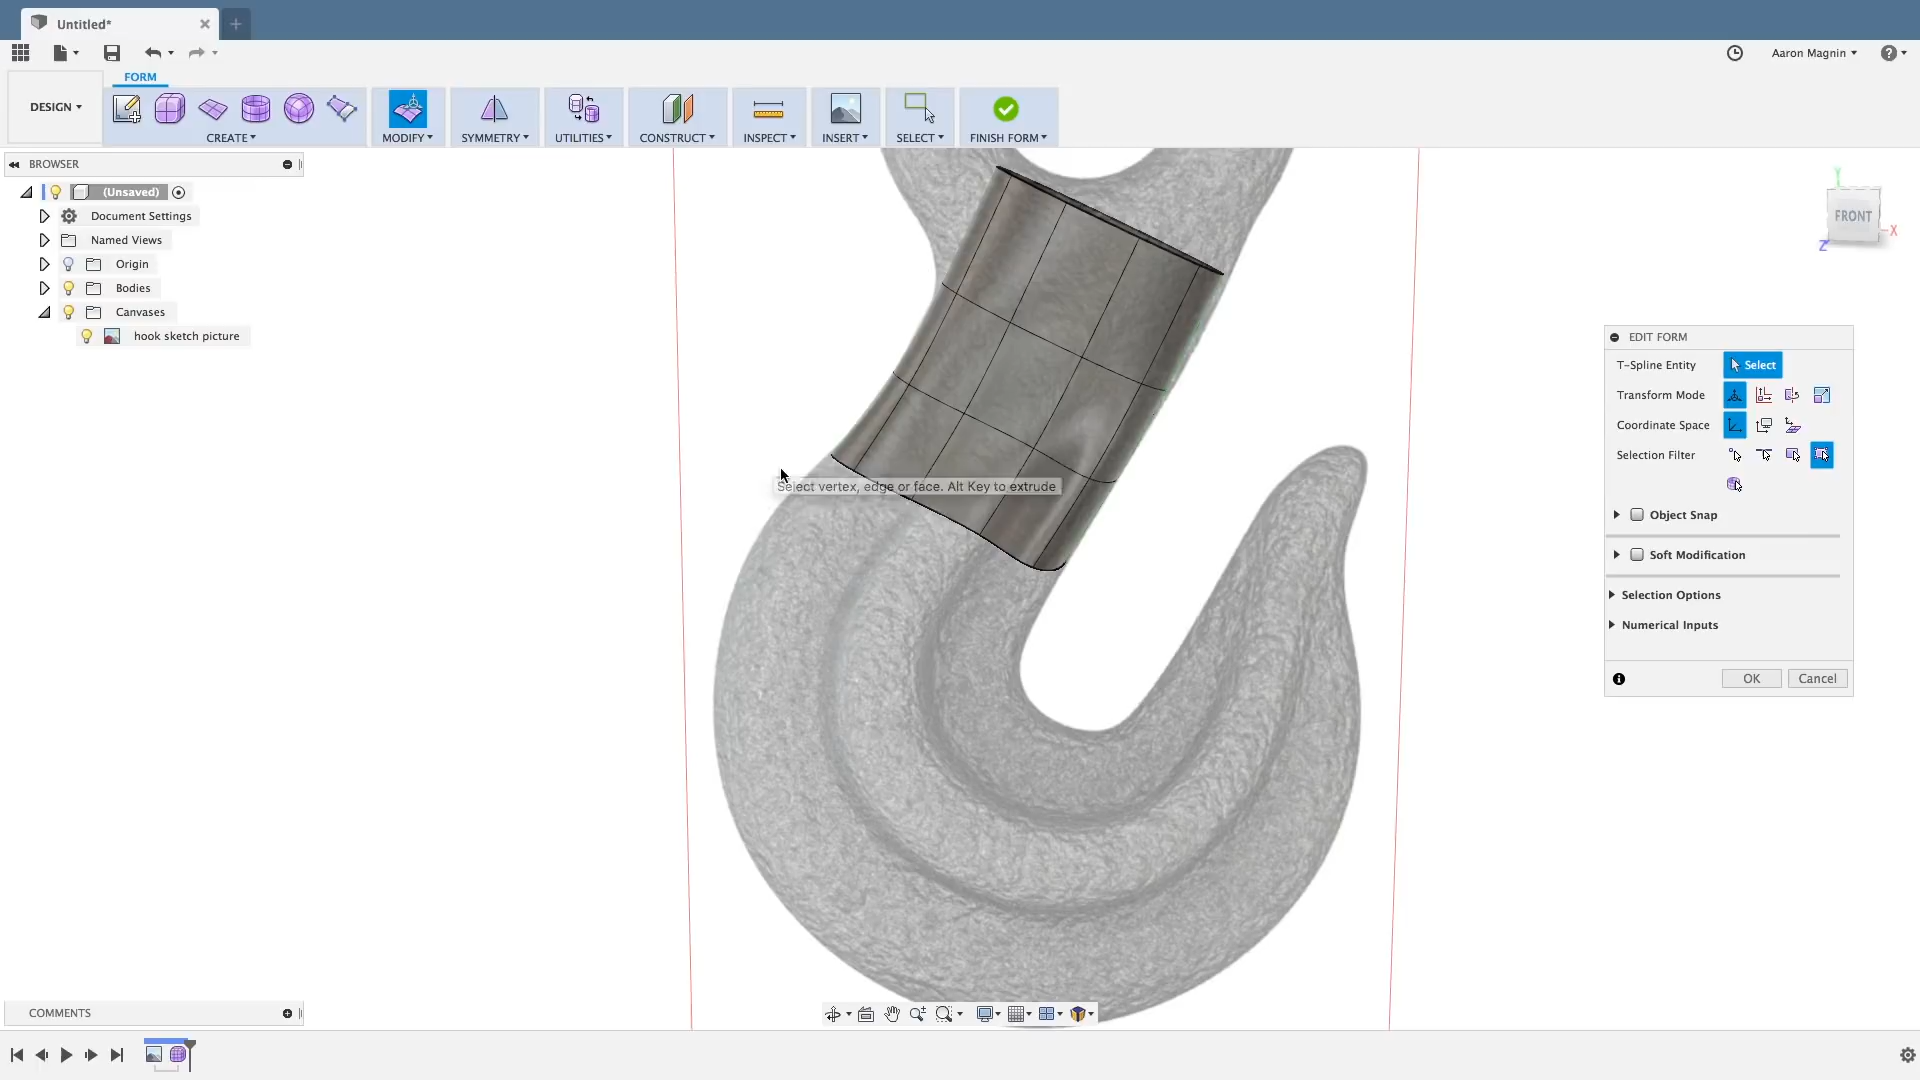 Untitled*
Aaron Magnin
FORM
DESIGN
CREATE
MODIFY
SYMMETRY
UTILITIES
CONSTRUCT
INSPECT
INSERT
SELECT
FINISH FORM
BROWSER
(Unsaved)
Document Settings
Named Views
Origin
Bodies
Canvases
hook sketch picture
Y
FRONT
X
Z
Select vertex, edge or face. Alt Key to extrude
EDIT FORM
T-Spline Entity
Select
Transform Mode
Coordinate Space
Selection Filter
Object Snap
Soft Modification
Selection Options
Numerical Inputs
OK
Cancel
COMMENTS